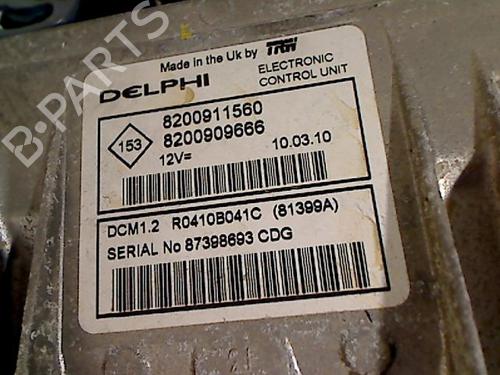 Made in the Uk by TRW
DELPHI
ELECTRONIC
CONTROL UNIT
153
8200911560
8200909666
12V=
10.03.10
DCM1.2 R0410B041C (81399A)
SERIAL No 87398693 CDG
B-PARTS
21